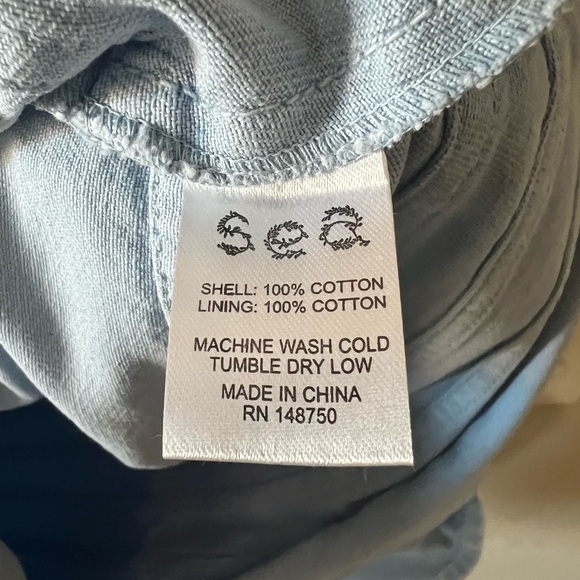 Sea
SHELL: 100% COTTON
LINING: 100% COTTON
MACHINE WASH COLD
TUMBLE DRY LOW
MADE IN CHINA
RN 148750